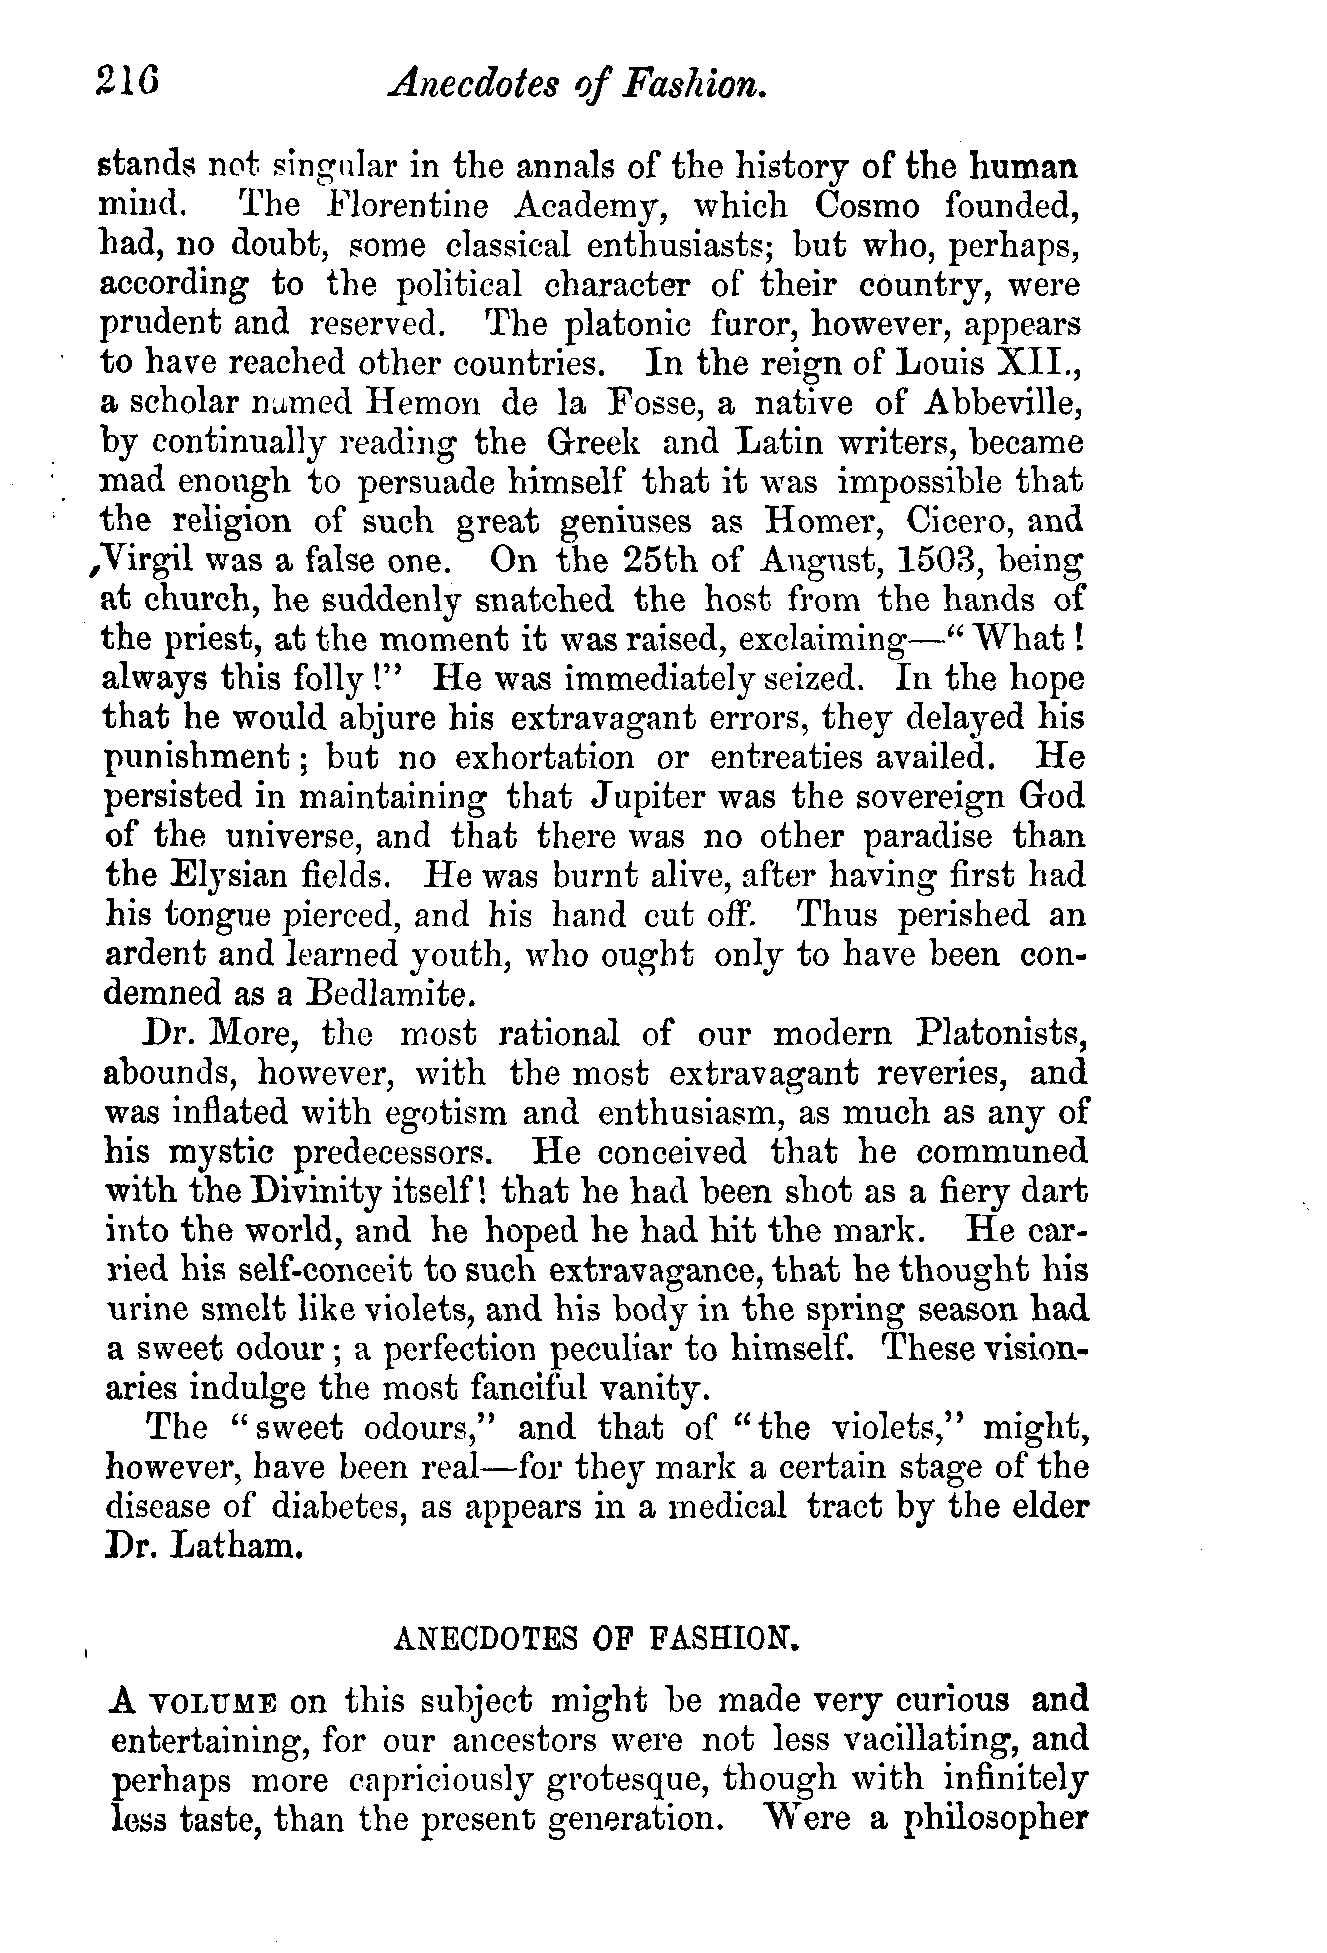 216 Anecdotes of Fashion.
stands not singular in the annals of the history of the human
mind. The Florentine Academy, which Cosmo founded,
had, no doubt, some classical enthusiasts; but who, perhaps,
according to the political character of their country, were
prudent and reserved. The platonic furor, however, appears
to have reached other countries. In the reign of Louis XII.,
a scholar named Hemon de la Fosse, a native of Abbeville,
by continually reading the Greek and Latin writers, became
mad enough to persuade himself that it was impossible that
the religion of such great geniuses as Homer, Cicero, and
Virgil was a false one. On the 25th of August, 1503, being
at church, he suddenly snatched the host from the hands of
the priest, at the moment it was raised, exclaiming—“What!
always this folly!” He was immediately seized. In the hope
that he would abjure his extravagant errors, they delayed his
punishment; but no exhortation or entreaties availed. He
persisted in maintaining that Jupiter was the sovereign God
of the universe, and that there was no other paradise than
the Elysian fields. He was burnt alive, after having first had
his tongue pierced, and his hand cut off. Thus perished an
ardent and learned youth, who ought only to have been con-
demned as a Bedlamite.
Dr. More, the most rational of our modern Platonists,
abounds, however, with the most extravagant reveries, and
was inflated with egotism and enthusiasm, as much as any of
his mystic predecessors. He conceived that he communed
with the Divinity itself! that he had been shot as a fiery dart
into the world, and he hoped he had hit the mark. He car-
ried his self-conceit to such extravagance, that he thought his
urine smelt like violets, and his body in the spring season had
a sweet odour; a perfection peculiar to himself. These vision-
aries indulge the most fanciful vanity.
The “sweet odours,” and that of “the violets,” might,
however, have been real—for they mark a certain stage of the
disease of diabetes, as appears in a medical tract by the elder
Dr. Latham.
ANECDOTES OF FASHION.
A VOLUME on this subject might be made very curious and
entertaining, for our ancestors were not less vacillating, and
perhaps more capriciously grotesque, though with infinitely
less taste, than the present generation. Were a philosopher